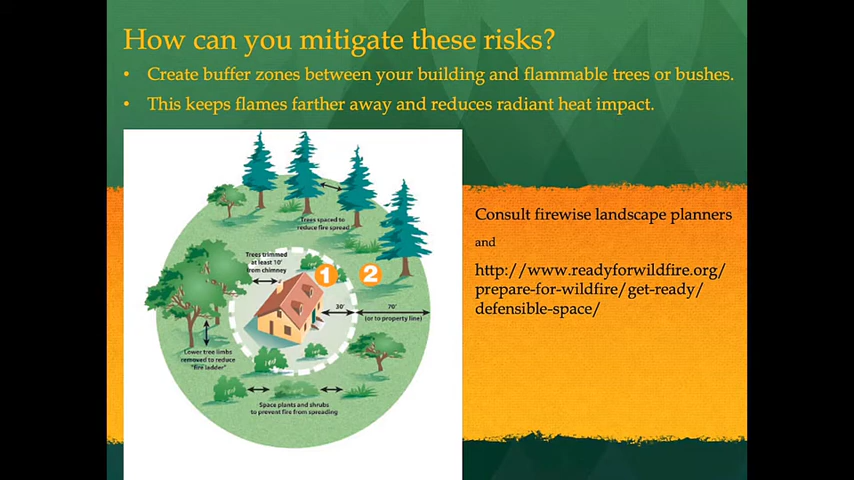 How can you mitigate these risks?
• Create buffer zones between your building and flammable trees or bushes.
• This keeps flames farther away and reduces radiant heat impact.
Trees spaced to
reduce fire spread
Trees trimmed
at least 10'
from chimney
1
2
30'
70'
(or to property line)
Lower tree limbs
removed to reduce
"fire ladder"
Space plants and shrubs
to prevent fire from spreading
Consult firewise landscape planners
and
http://www.readyforwildfire.org/
prepare-for-wildfire/get-ready/
defensible-space/